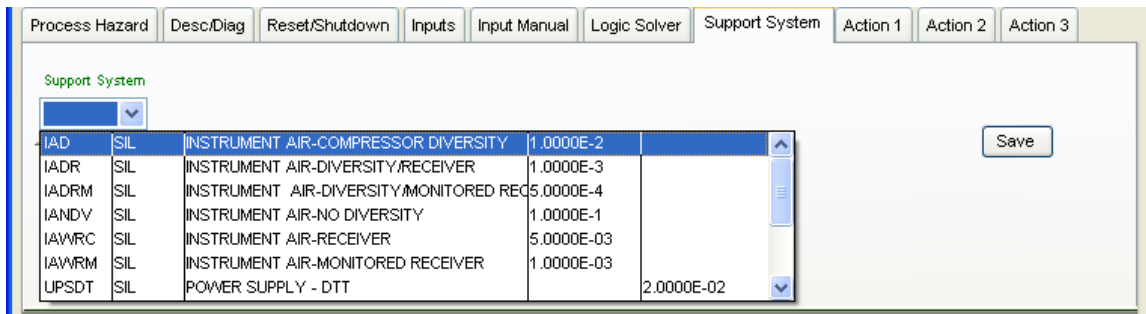 Process Hazard Desc/Diag Reset/Shutdown Inputs Input Manual Logic Solver Support System Action 1 Action 2 Action 3
Support System
IAD SIL INSTRUMENT AIR-COMPRESSOR DIVERSITY 1.0000E-2
Save
IADR SIL INSTRUMENT AIR-DIVERSITY/RECEIVER 1.0000E-3
IADRM SIL INSTRUMENT AIR-DIVERSITY/MONITORED REC 5.0000E-4
IANDV SIL INSTRUMENT AIR-NO DIVERSITY 1.0000E-1
IAWRC SIL INSTRUMENT AIR-RECEIVER 5.0000E-03
IAWRM SIL INSTRUMENT AIR-MONITORED RECEIVER 1.0000E-03
UPSDT SIL POWER SUPPLY - DTT 2.0000E-02